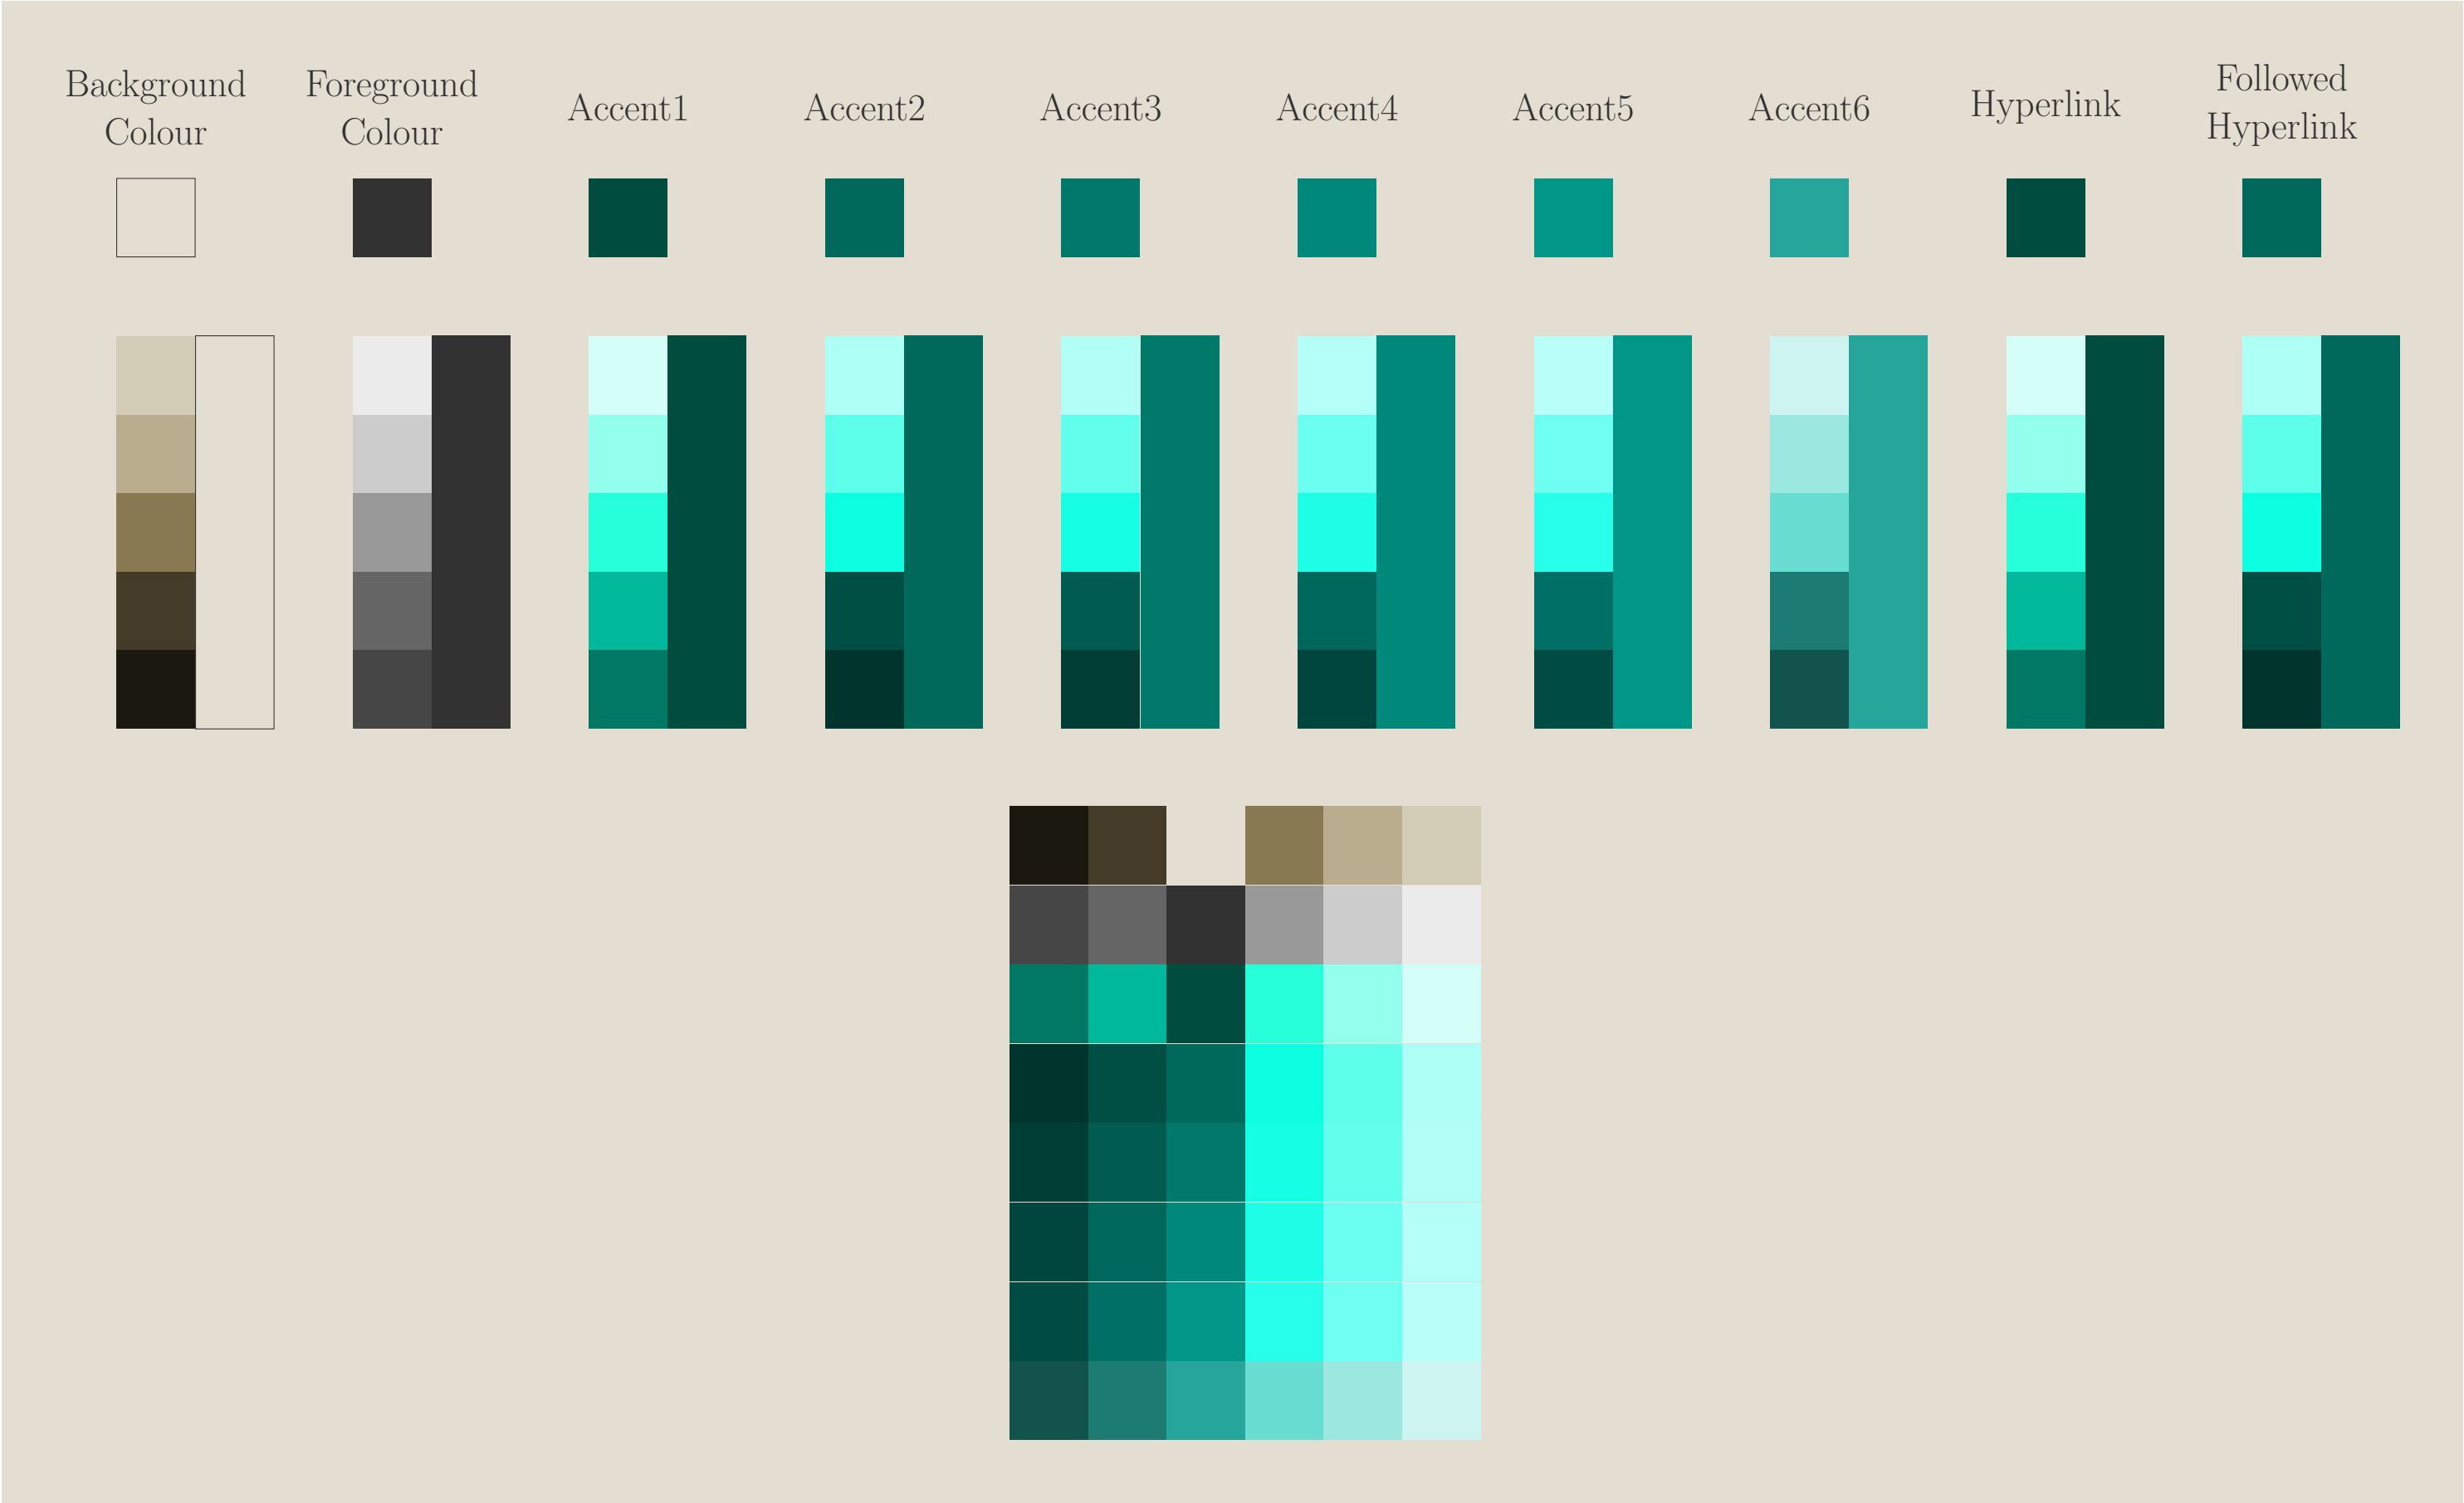 Background
Colour
Foreground
Colour
Accent1
Accent2
Accent3
Accent4
Accent5
Accent6
Hyperlink
Followed
Hyperlink